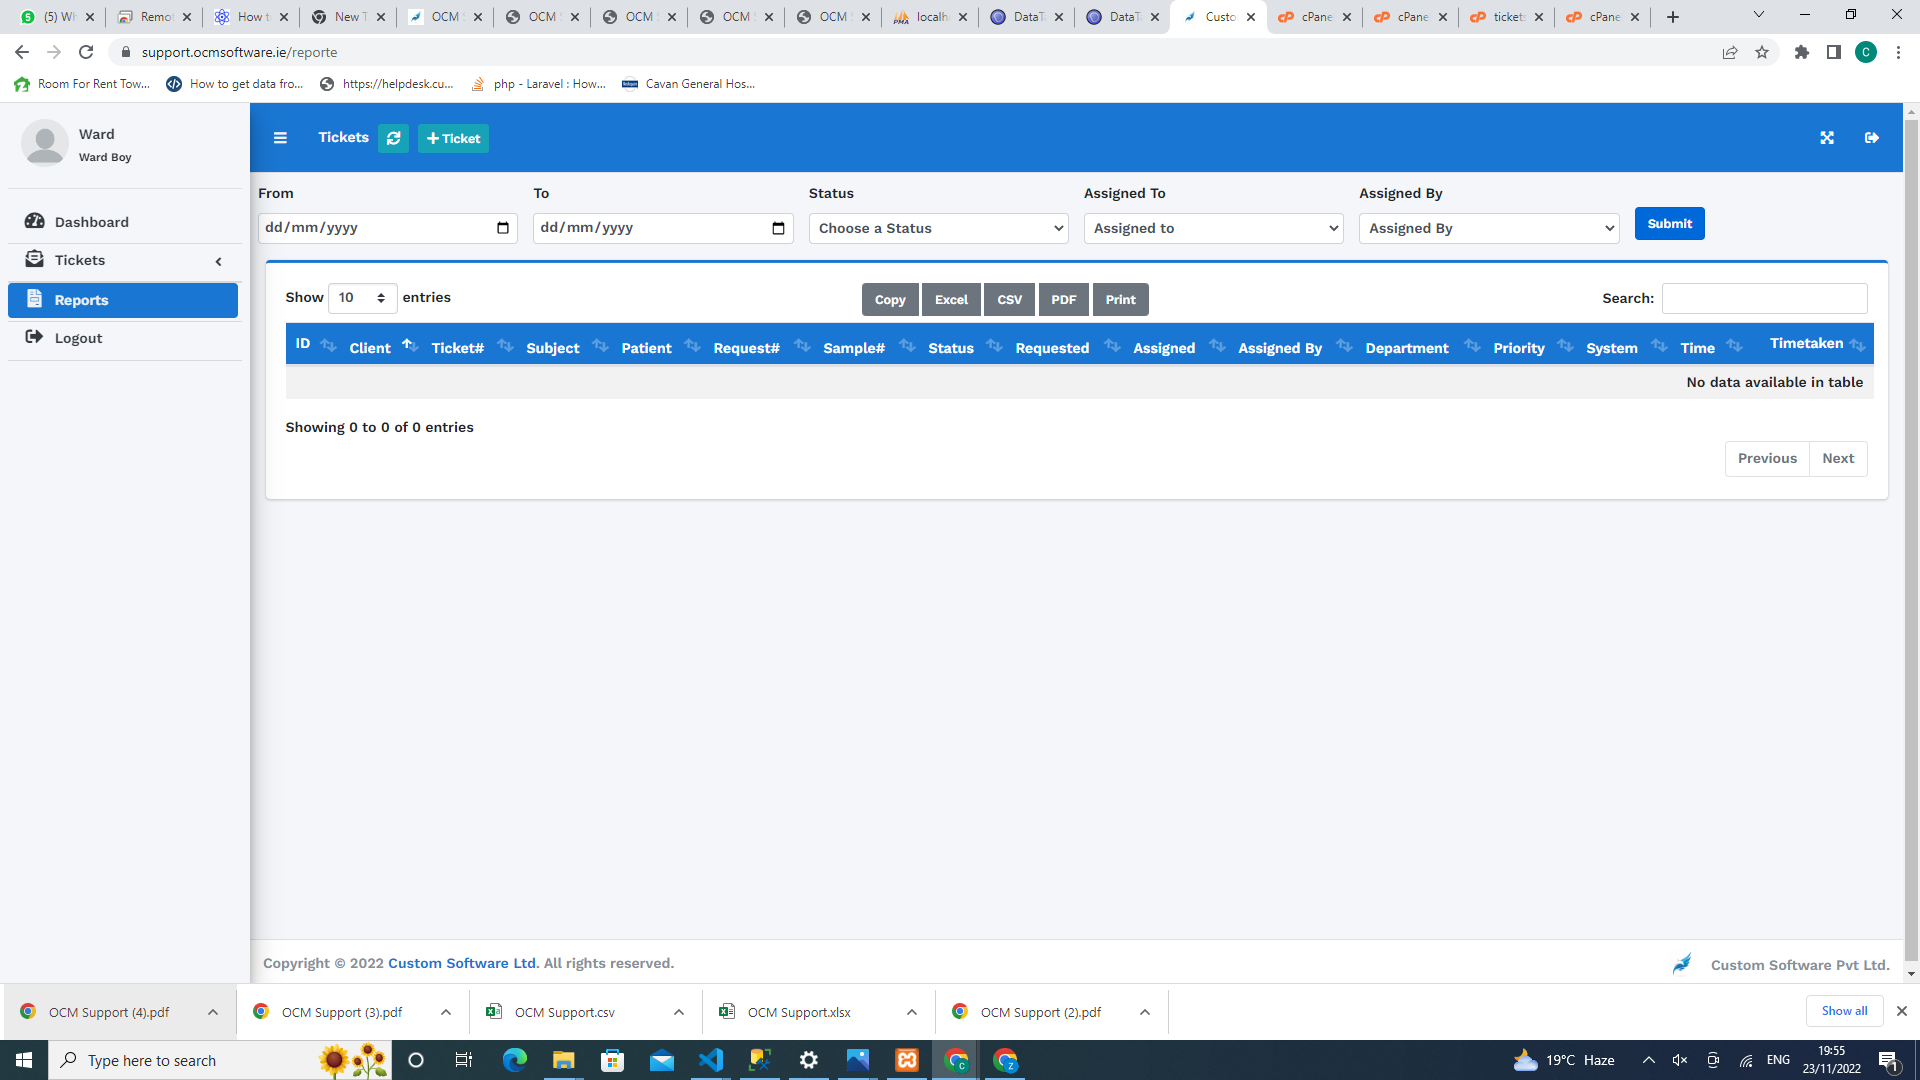 (5) Wh Remo How t New T OCM OCM OCM OCM OCM localh DataT DataT Custo cPane cPane ticket cPane
support.ocmsoftware.ie/reporte
Room For Rent Tow... How to get data fro... https://helpdesk.cu... php - Laravel : How... Cavan General Hos...
Ward
Ward Boy
Dashboard
Tickets
Reports
Logout
Tickets Ticket
From To Status Assigned To Assigned By
dd/mm/yyyy dd/mm/yyyy Choose a Status Assigned to Assigned By Submit
Show 10 entries Copy Excel CSV PDF Print Search:
ID Client Ticket# Subject Patient Request# Sample# Status Requested Assigned Assigned By Department Priority System Time Timetaken
No data available in table
Showing 0 to 0 of 0 entries
Previous Next
Copyright © 2022 Custom Software Ltd. All rights reserved. Custom Software Pvt Ltd.
OCM Support (4).pdf OCM Support (3).pdf OCM Support.csv OCM Support.xlsx OCM Support (2).pdf Show all
Type here to search 19°C Haze ENG 19:55
23/11/2022 1